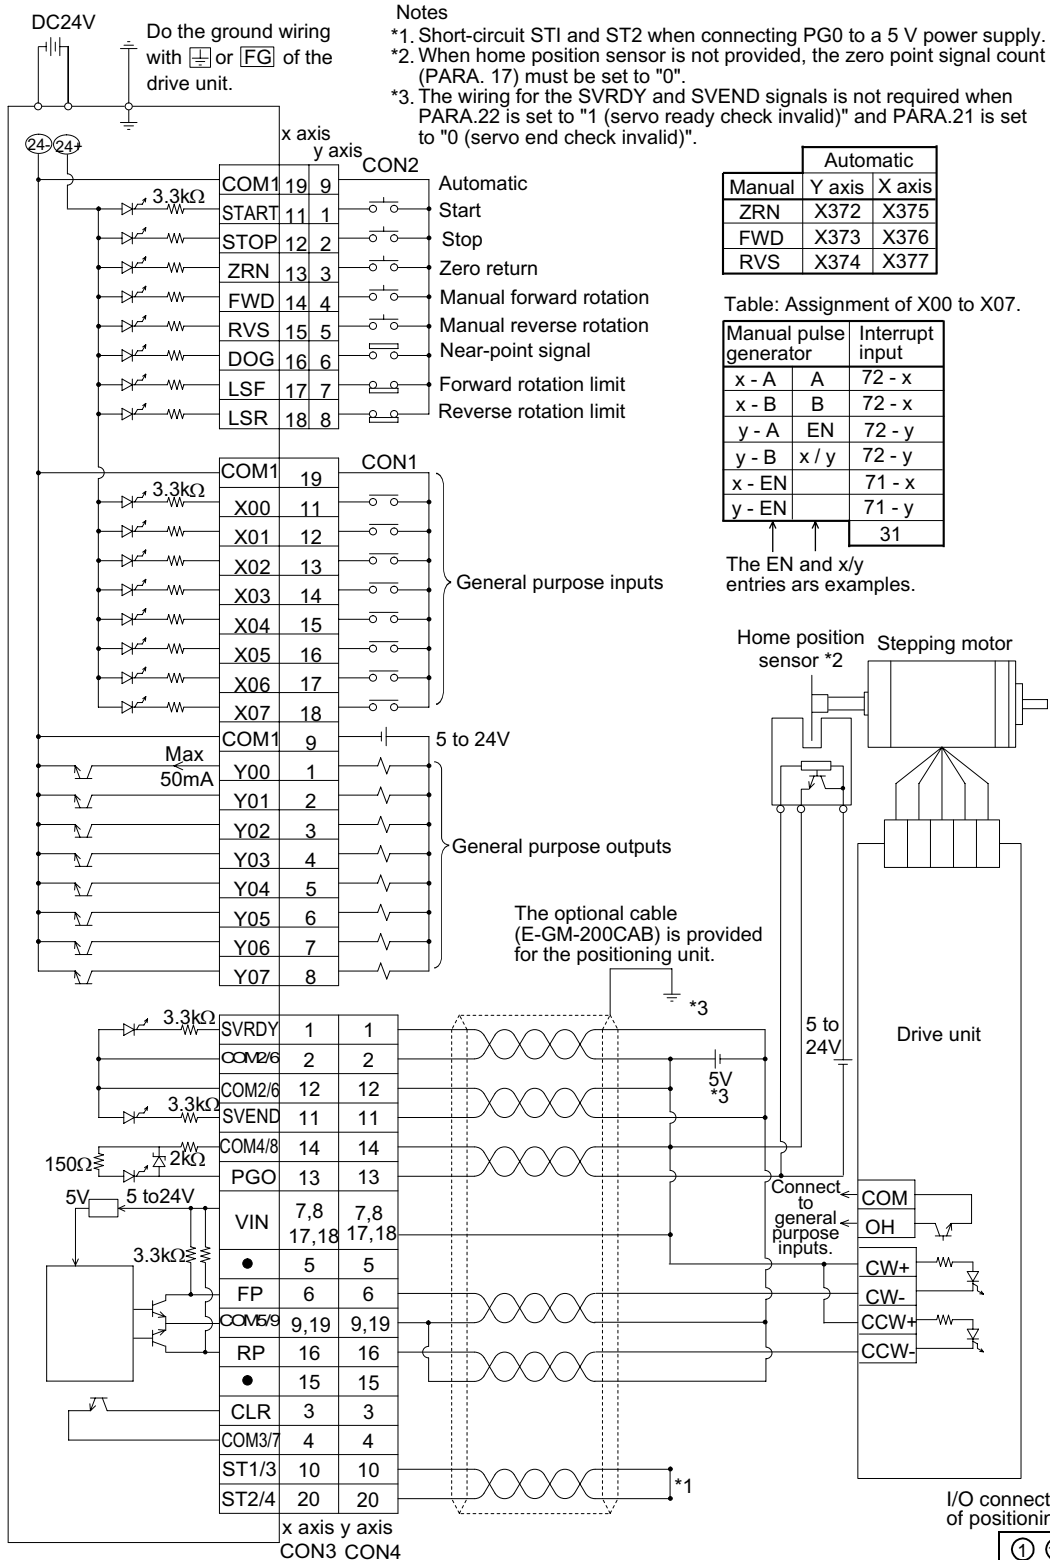 DC24V
Do the ground wiring
with ⏚ or FG of the
drive unit.
Notes
*1. Short-circuit STI and ST2 when connecting PG0 to a 5 V power supply.
*2. When home position sensor is not provided, the zero point signal count
(PARA. 17) must be set to "0".
*3. The wiring for the SVRDY and SVEND signals is not required when
PARA.22 is set to "1 (servo ready check invalid)" and PARA.21 is set
to "0 (servo end check invalid)".
24- 24+
x axis
y axis
CON2
COM1 19 9 Automatic
3.3kΩ
START 11 1 Start
STOP 12 2 Stop
ZRN 13 3 Zero return
FWD 14 4 Manual forward rotation
RVS 15 5 Manual reverse rotation
DOG 16 6 Near-point signal
LSF 17 7 Forward rotation limit
LSR 18 8 Reverse rotation limit
Automatic
Manual Y axis X axis
ZRN X372 X375
FWD X373 X376
RVS X374 X377
Table: Assignment of X00 to X07.
Manual pulse generator Interrupt input
x - A A 72 - x
x - B B 72 - x
y - A EN 72 - y
y - B x / y 72 - y
x - EN 71 - x
y - EN 71 - y
31
The EN and x/y
entries ars examples.
CON1
COM1 19
3.3kΩ
X00 11
X01 12
X02 13
X03 14
X04 15
X05 16
X06 17
X07 18
General purpose inputs
COM1 9 5 to 24V
Max
50mA
Y00 1
Y01 2
Y02 3
Y03 4
Y04 5
Y05 6
Y06 7
Y07 8
General purpose outputs
Home position
sensor *2
Stepping motor
The optional cable
(E-GM-200CAB) is provided
for the positioning unit.
*3
5 to
24V
Drive unit
3.3kΩ
SVRDY 1 1
COM2/6 2 2
5V
*3
COM2/6 12 12
3.3kΩ
SVEND 11 11
COM4/8 14 14
150Ω
2kΩ
PGO 13 13
5V
5 to24V
VIN 7,8 7,8
17,18 17,18
3.3kΩ
● 5 5
FP 6 6
COM5/9 9,19 9,19
RP 16 16
● 15 15
CLR 3 3
COM3/7 4 4
ST1/3 10 10
ST2/4 20 20
*1
x axis y axis
CON3 CON4
Connect
to
general
purpose
inputs.
COM
OH
CW+
CW-
CCW+
CCW-
I/O connect
of positionin
①